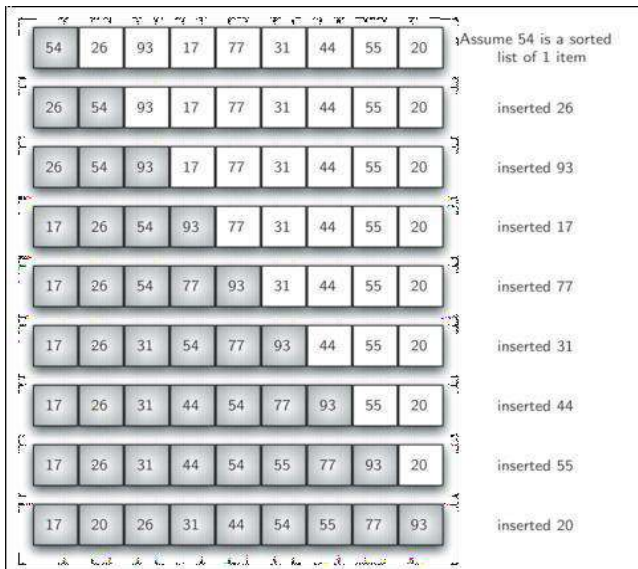 54 26 93 17 77 31 44 55 20 Assume 54 is a sorted
list of 1 item
26 54 93 17 77 31 44 55 20 inserted 26
26 54 93 17 77 31 44 55 20 inserted 93
17 26 54 93 77 31 44 55 20 inserted 17
17 26 54 77 93 31 44 55 20 inserted 77
17 26 31 54 77 93 44 55 20 inserted 31
17 26 31 44 54 77 93 55 20 inserted 44
17 26 31 44 54 55 77 93 20 inserted 55
17 20 26 31 44 54 55 77 93 inserted 20